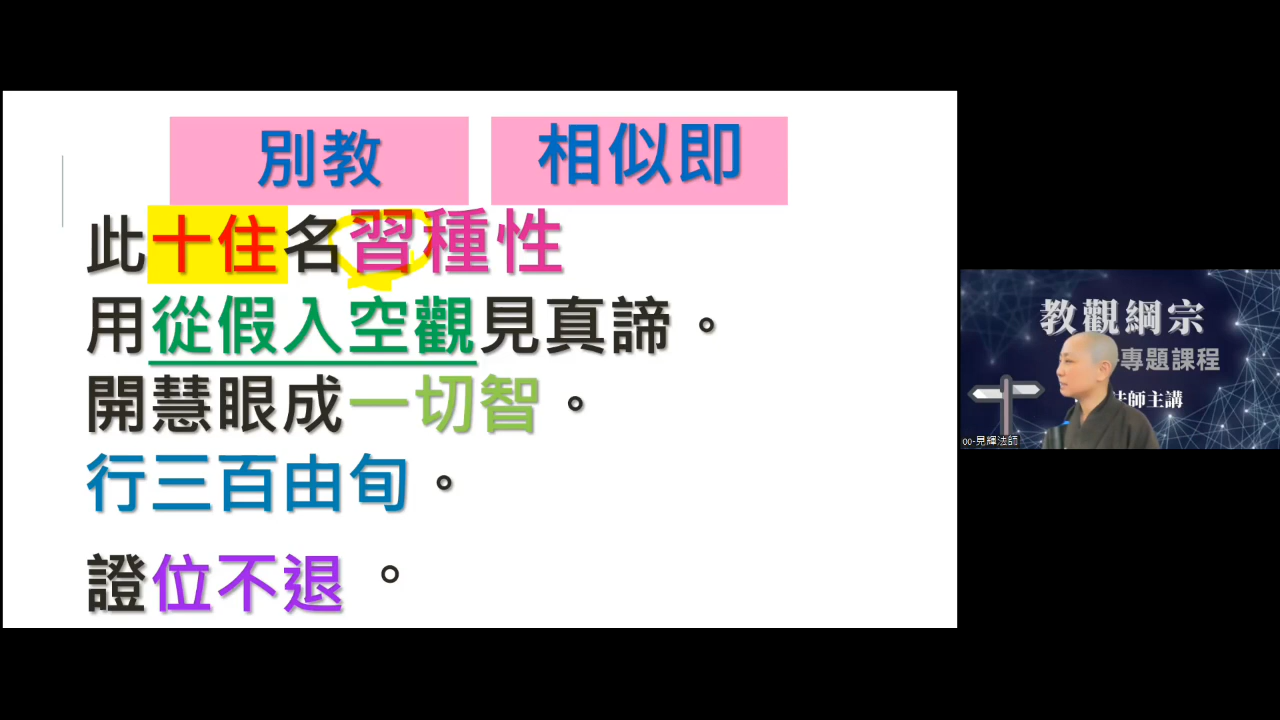 別教
相似即
此十住名習種性
用從假入空觀見真諦。
開慧眼成一切智。
行三百由旬。
證位不退。
教觀綱宗
專題課程
法師主講
00-見輝法師